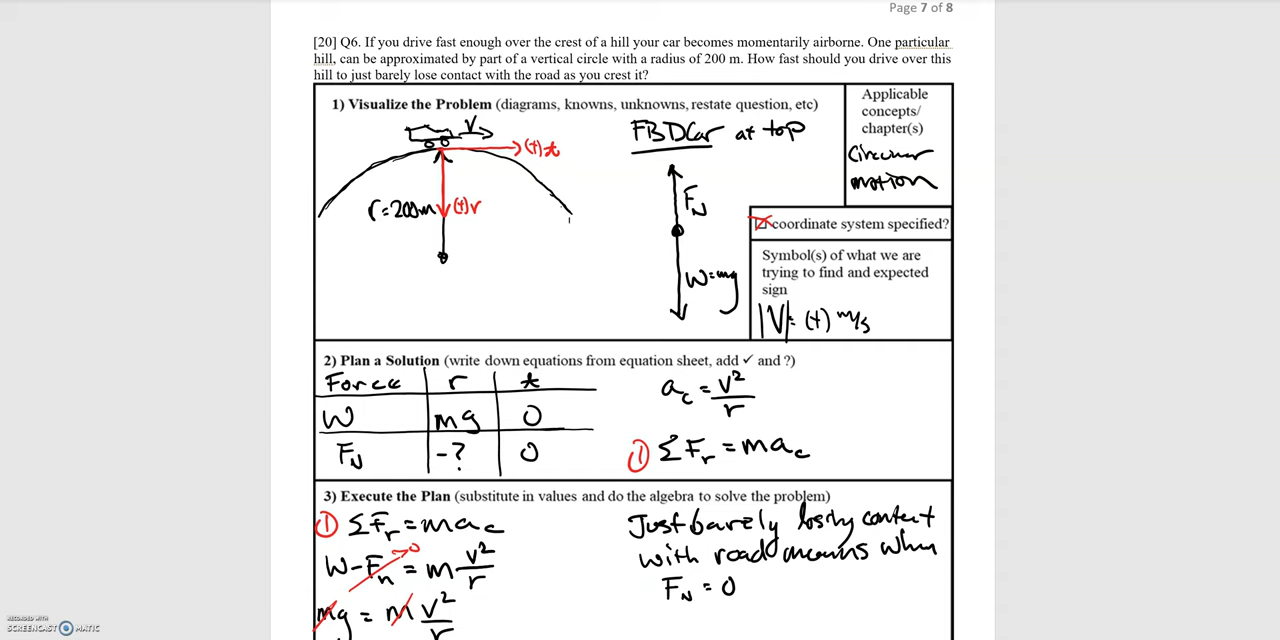 Page 7 of 8
[20] Q6. If you drive fast enough over the crest of a hill your car becomes momentarily airborne. One particular
hill, can be approximated by part of a vertical circle with a radius of 200 m. How fast should you drive over this
hill to just barely lose contact with the road as you crest it?
1) Visualize the Problem (diagrams, knowns, unknowns, restate question, etc)
V
(+) t
r = 200m
(+) r
FBD Car at top
F_N
W = mg
Applicable
concepts/
chapter(s)
Circular
motion
☑ coordinate system specified?
Symbol(s) of what we are
trying to find and expected
sign
|V| = (+) m/s
2) Plan a Solution (write down equations from equation sheet, add ✓ and ?)
Force r t
W mg 0
F_N -? 0
a_c = v²/r
① ΣF_r = ma_c
3) Execute the Plan (substitute in values and do the algebra to solve the problem)
① ΣF_r = ma_c
W - F_n → 0 = m v²/r
mg = m v²/r
Just barely losing contact
with road means when
F_N = 0
RECORDED WITH
SCREENCAST MATIC